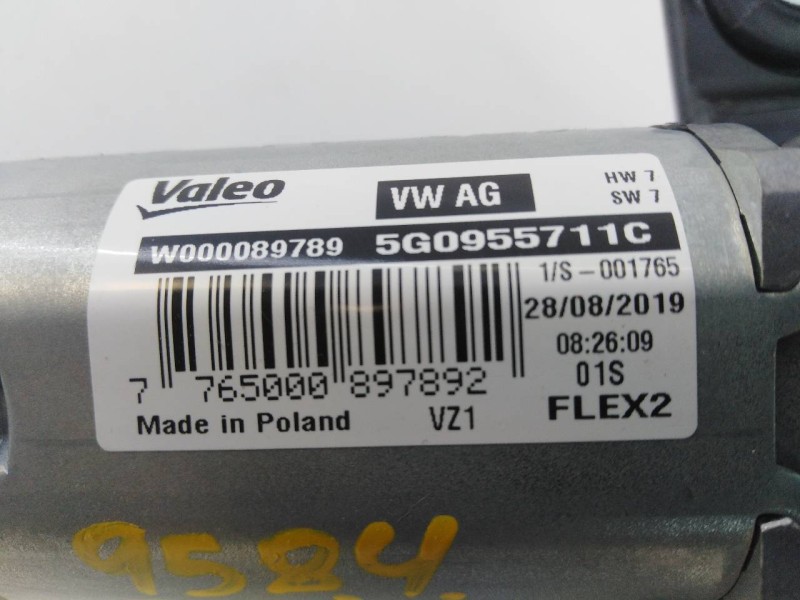 Valeo VW AG HW 7
SW 7
W000089789 5G0955711C
1/S-001765
28/08/2019
08:26:09
7 765000 897892 01S
Made in Poland VZ1 FLEX2
9584.